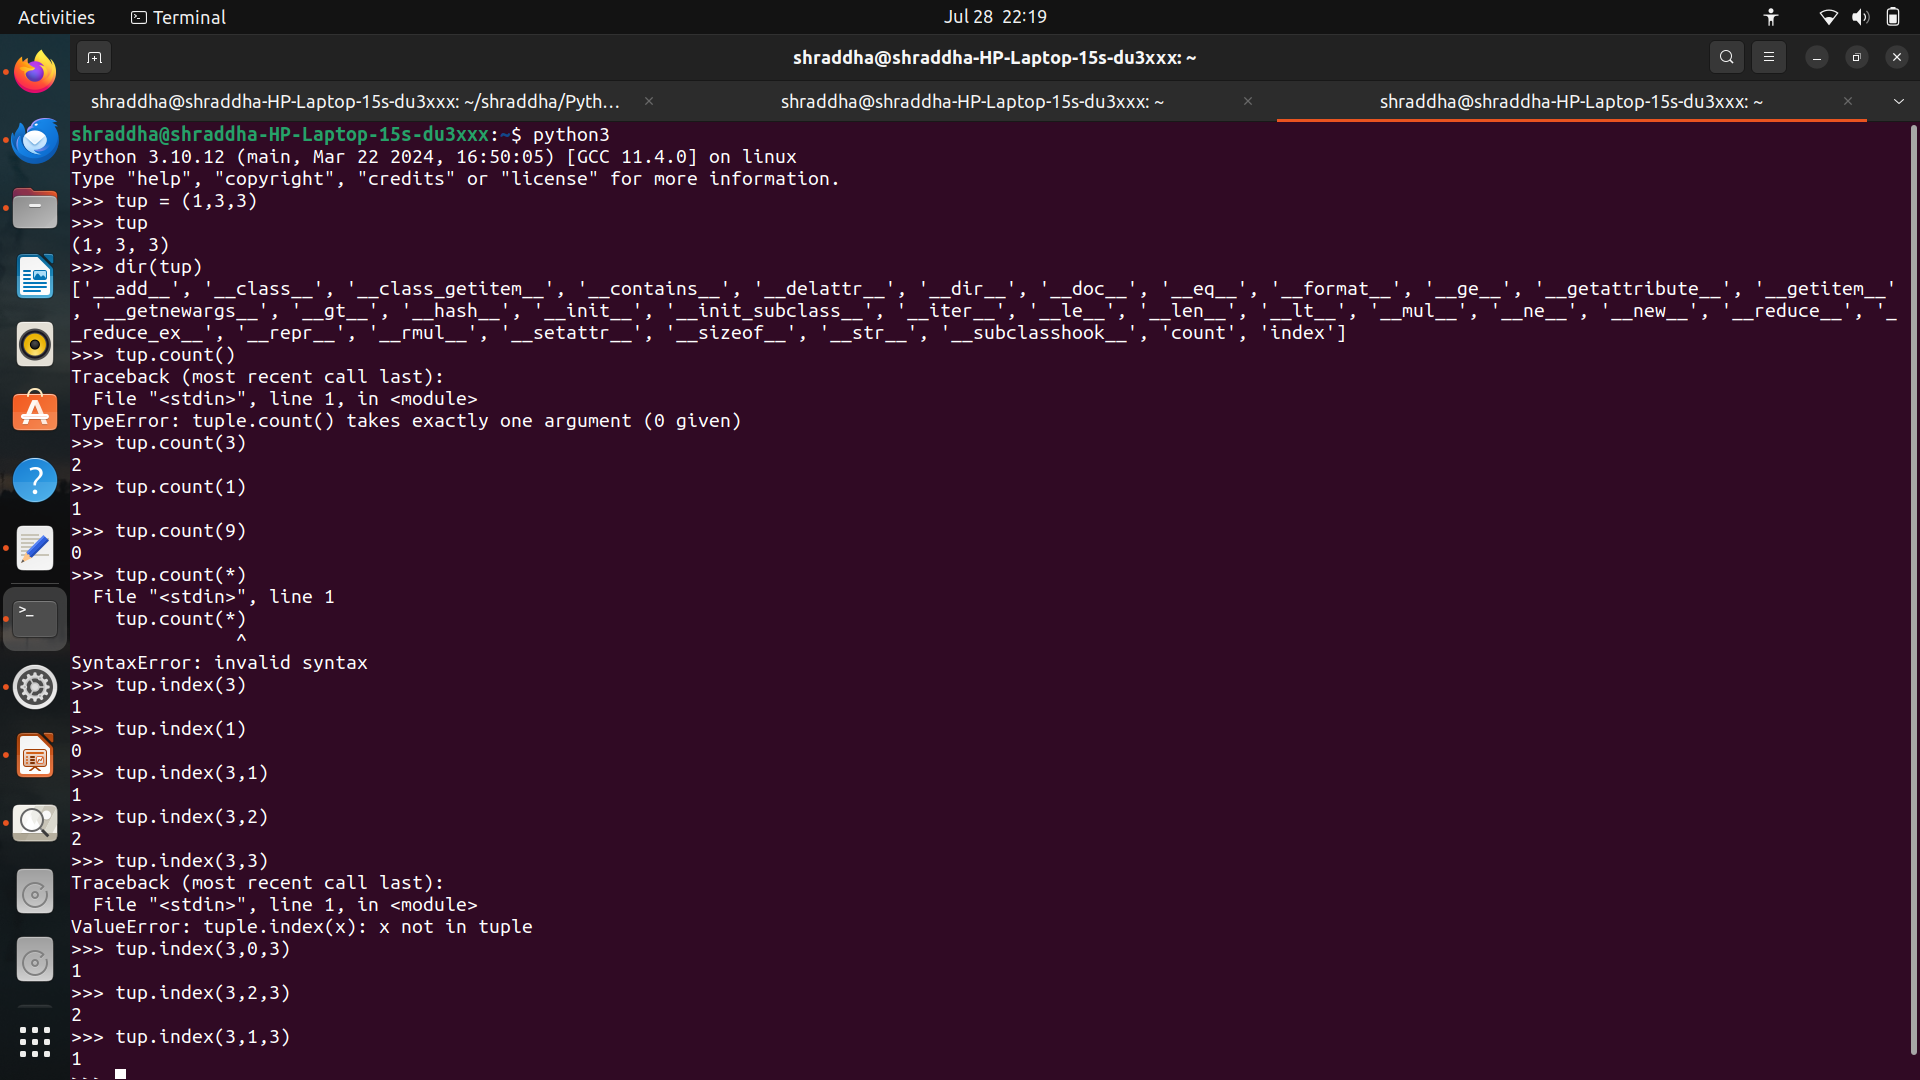 Activities
Terminal
Jul 28 22:19
shraddha@shraddha-HP-Laptop-15s-du3xxx: ~
shraddha@shraddha-HP-Laptop-15s-du3xxx: ~/shraddha/Pyth...
shraddha@shraddha-HP-Laptop-15s-du3xxx: ~
shraddha@shraddha-HP-Laptop-15s-du3xxx: ~
shraddha@shraddha-HP-Laptop-15s-du3xxx:~$ python3
Python 3.10.12 (main, Mar 22 2024, 16:50:05) [GCC 11.4.0] on linux
Type "help", "copyright", "credits" or "license" for more information.
>>> tup = (1,3,3)
>>> tup
(1, 3, 3)
>>> dir(tup)
['__add__', '__class__', '__class_getitem__', '__contains__', '__delattr__', '__dir__', '__doc__', '__eq__', '__format__', '__ge__', '__getattribute__', '__getitem__'
, '__getnewargs__', '__gt__', '__hash__', '__init__', '__init_subclass__', '__iter__', '__le__', '__len__', '__lt__', '__mul__', '__ne__', '__new__', '__reduce__', '_
_reduce_ex__', '__repr__', '__rmul__', '__setattr__', '__sizeof__', '__str__', '__subclasshook__', 'count', 'index']
>>> tup.count()
Traceback (most recent call last):
  File "<stdin>", line 1, in <module>
TypeError: tuple.count() takes exactly one argument (0 given)
>>> tup.count(3)
2
>>> tup.count(1)
1
>>> tup.count(9)
0
>>> tup.count(*)
  File "<stdin>", line 1
    tup.count(*)
               ^
SyntaxError: invalid syntax
>>> tup.index(3)
1
>>> tup.index(1)
0
>>> tup.index(3,1)
1
>>> tup.index(3,2)
2
>>> tup.index(3,3)
Traceback (most recent call last):
  File "<stdin>", line 1, in <module>
ValueError: tuple.index(x): x not in tuple
>>> tup.index(3,0,3)
1
>>> tup.index(3,2,3)
2
>>> tup.index(3,1,3)
1
>>>